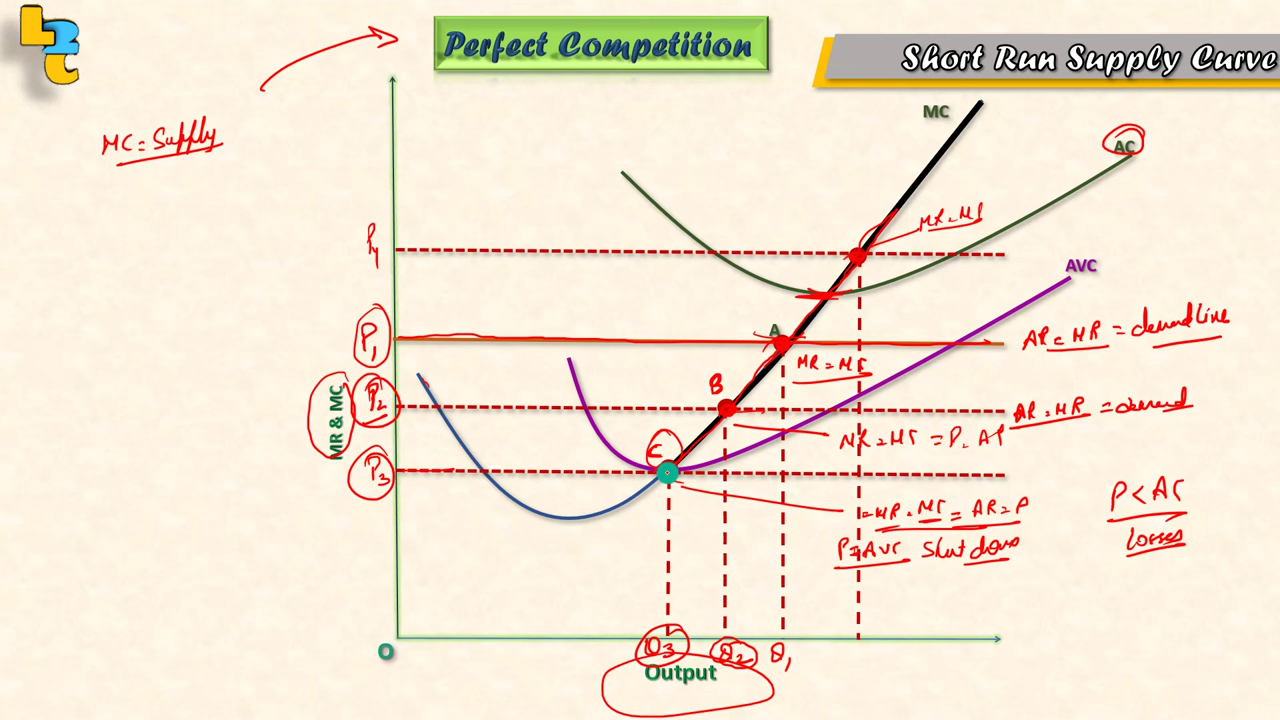 LBC
Perfect Competition
Short Run Supply Curve
MC = Supply
MC
AC
MR = MC
P4
AVC
A
P1
AR = MR = demand line
MR = MC
B
P2
AR = MR = demand
MR & MC
MR = MC = P = AR
C
P3
= MR = MC = AR = P
P < AC
P = AVC Shut down
losses
O
Q3 Q2 Q1
Output